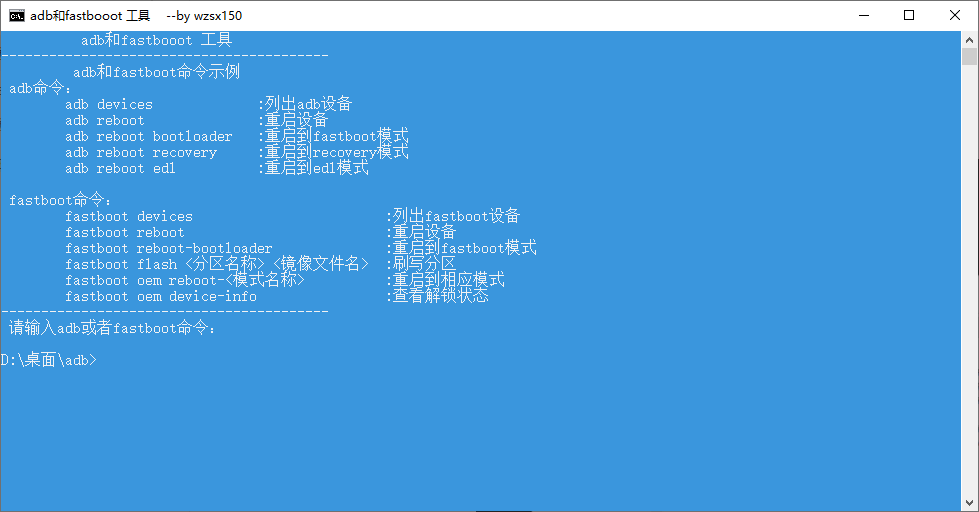 adb和fastbooot 工具    --by wzsx150
adb和fastbooot 工具
-----------------------------------------
adb和fastboot命令示例
adb命令:
adb devices             :列出adb设备
adb reboot              :重启设备
adb reboot bootloader   :重启到fastboot模式
adb reboot recovery     :重启到recovery模式
adb reboot edl          :重启到edl模式
fastboot命令:
fastboot devices                        :列出fastboot设备
fastboot reboot                         :重启设备
fastboot reboot-bootloader              :重启到fastboot模式
fastboot flash <分区名称> <镜像文件名>  :刷写分区
fastboot oem reboot-<模式名称>          :重启到相应模式
fastboot oem device-info                :查看解锁状态
-----------------------------------------
请输入adb或者fastboot命令:
D:\桌面\adb>